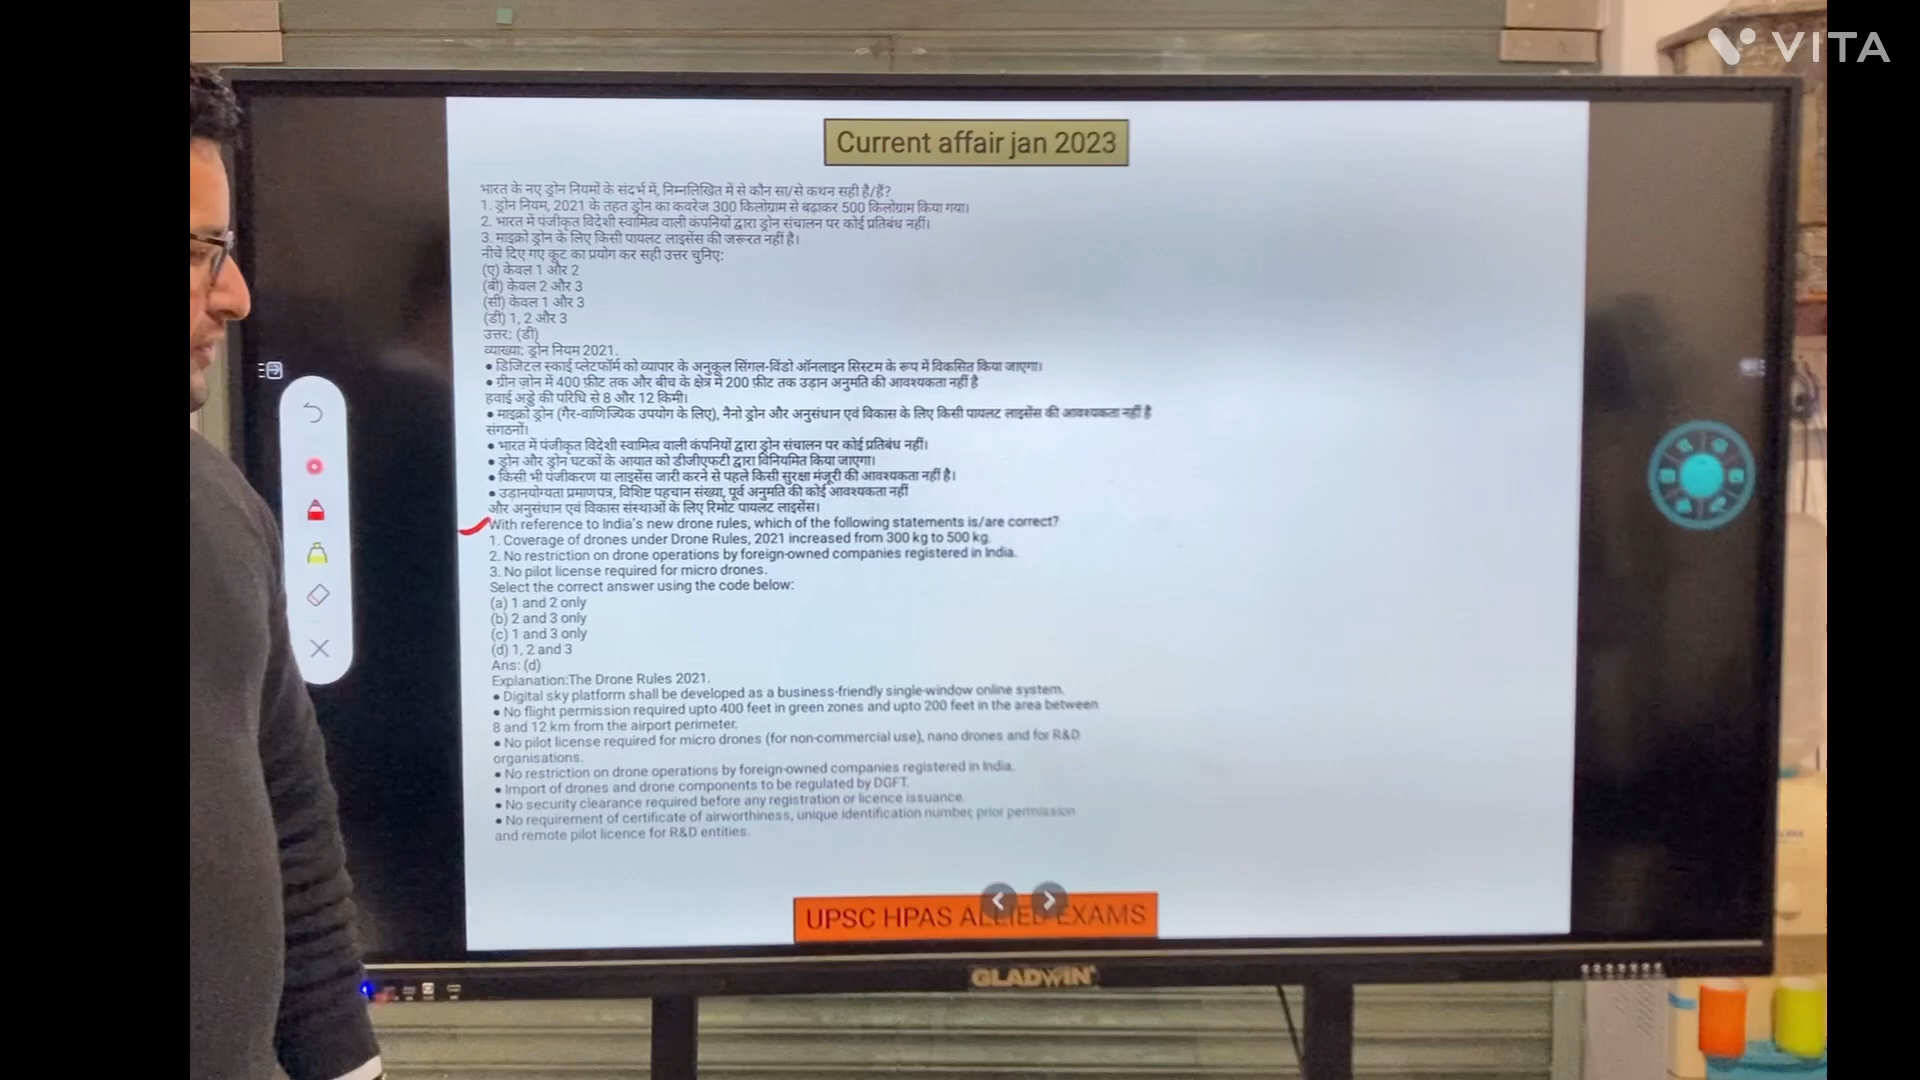 VITA
Current affair jan 2023
भारत के नए ड्रोन नियमों के संदर्भ में, निम्नलिखित में से कौन सा/से कथन सही है/हैं?
1. ड्रोन नियम, 2021 के तहत ड्रोन का कवरेज 300 किलोग्राम से बढ़ाकर 500 किलोग्राम किया गया।
2. भारत में पंजीकृत विदेशी स्वामित्व वाली कंपनियों द्वारा ड्रोन संचालन पर कोई प्रतिबंध नहीं।
3. माइक्रो ड्रोन के लिए किसी पायलट लाइसेंस की जरूरत नहीं है।
नीचे दिए गए कूट का प्रयोग कर सही उत्तर चुनिए:
(ए) केवल 1 और 2
(बी) केवल 2 और 3
(सी) केवल 1 और 3
(डी) 1, 2 और 3
उत्तर: (डी)
व्याख्या: ड्रोन नियम 2021.
• डिजिटल स्काई प्लेटफॉर्म को व्यापार के अनुकूल सिंगल-विंडो ऑनलाइन सिस्टम के रूप में विकसित किया जाएगा।
• ग्रीन ज़ोन में 400 फ़ीट तक और बीच के क्षेत्र में 200 फ़ीट तक उड़ान अनुमति की आवश्यकता नहीं है
हवाई अड्डे की परिधि से 8 और 12 किमी।
• माइक्रो ड्रोन (गैर-वाणिज्यिक उपयोग के लिए), नैनो ड्रोन और अनुसंधान एवं विकास के लिए किसी पायलट लाइसेंस की आवश्यकता नहीं है
संगठनों।
• भारत में पंजीकृत विदेशी स्वामित्व वाली कंपनियों द्वारा ड्रोन संचालन पर कोई प्रतिबंध नहीं।
• ड्रोन और ड्रोन घटकों के आयात को डीजीएफटी द्वारा विनियमित किया जाएगा।
• किसी भी पंजीकरण या लाइसेंस जारी करने से पहले किसी सुरक्षा मंजूरी की आवश्यकता नहीं है।
• उड़ानयोग्यता प्रमाणपत्र, विशिष्ट पहचान संख्या, पूर्व अनुमति की कोई आवश्यकता नहीं
और अनुसंधान एवं विकास संस्थाओं के लिए रिमोट पायलट लाइसेंस।
With reference to India's new drone rules, which of the following statements is/are correct?
1. Coverage of drones under Drone Rules, 2021 increased from 300 kg to 500 kg.
2. No restriction on drone operations by foreign-owned companies registered in India.
3. No pilot license required for micro drones.
Select the correct answer using the code below:
(a) 1 and 2 only
(b) 2 and 3 only
(c) 1 and 3 only
(d) 1, 2 and 3
Ans: (d)
Explanation:The Drone Rules 2021.
• Digital sky platform shall be developed as a business-friendly single-window online system.
• No flight permission required upto 400 feet in green zones and upto 200 feet in the area between
8 and 12 km from the airport perimeter.
• No pilot license required for micro drones (for non-commercial use), nano drones and for R&D
organisations.
• No restriction on drone operations by foreign-owned companies registered in India.
• Import of drones and drone components to be regulated by DGFT.
• No security clearance required before any registration or licence issuance
• No requirement of certificate of airworthiness, unique identification number, prior permission
and remote pilot licence for R&D entities.
UPSC HPAS ALLIED EXAMS
GLADWIN